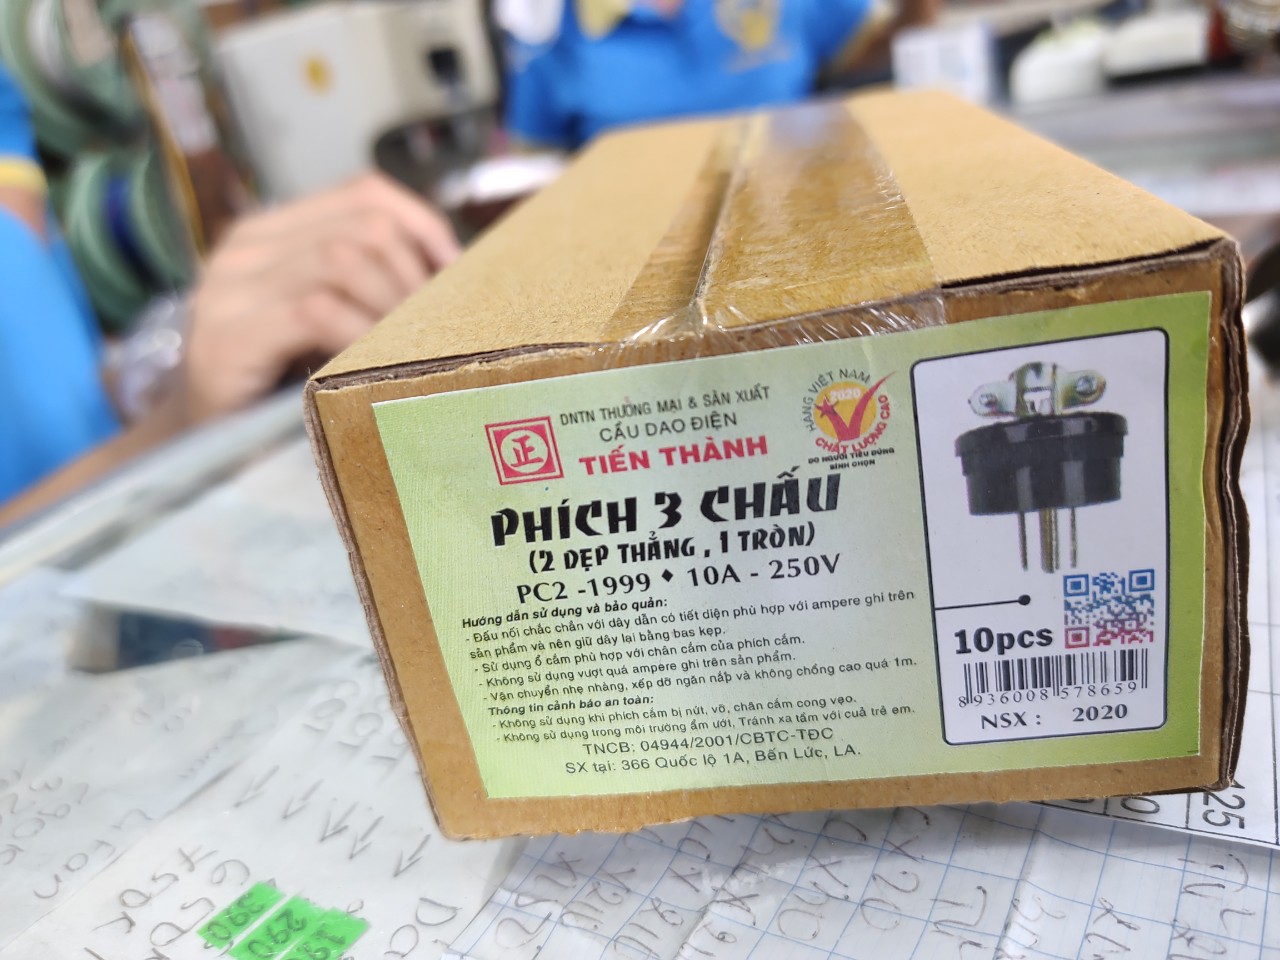 DNTN THƯƠNG MẠI & SẢN XUẤT
CẦU DAO ĐIỆN
TIẾN THÀNH
正
HÀNG VIỆT NAM
2020
CHẤT LƯỢNG CAO
DO NGƯỜI TIÊU DÙNG
BÌNH CHỌN
PHÍCH 3 CHẤU
(2 DẸP THẲNG , 1 TRÒN)
PC2 -1999 ♦ 10A - 250V
Hướng dẫn sử dụng và bảo quản:
- Đấu nối chắc chắn với dây dẫn có tiết diện phù hợp với ampere ghi trên
sản phẩm và nên giữ dây lại bằng bas kẹp.
- Sử dụng ổ cắm phù hợp với chân cắm của phích cắm.
- Không sử dụng vượt quá ampere ghi trên sản phẩm.
- Vận chuyển nhẹ nhàng, xếp dỡ ngăn nắp và không chồng cao quá 1m.
Thông tin cảnh báo an toàn:
- Không sử dụng khi phích cắm bị nứt, vỡ, chân cắm cong vẹo.
- Không sử dụng trong môi trường ẩm ướt, Tránh xa tầm với cuả trẻ em.
TNCB: 04944/2001/CBTC-TĐC
SX tại: 366 Quốc lộ 1A, Bến Lức, LA.
10pcs
8 936008 578659
NSX : 2020
125
390
290